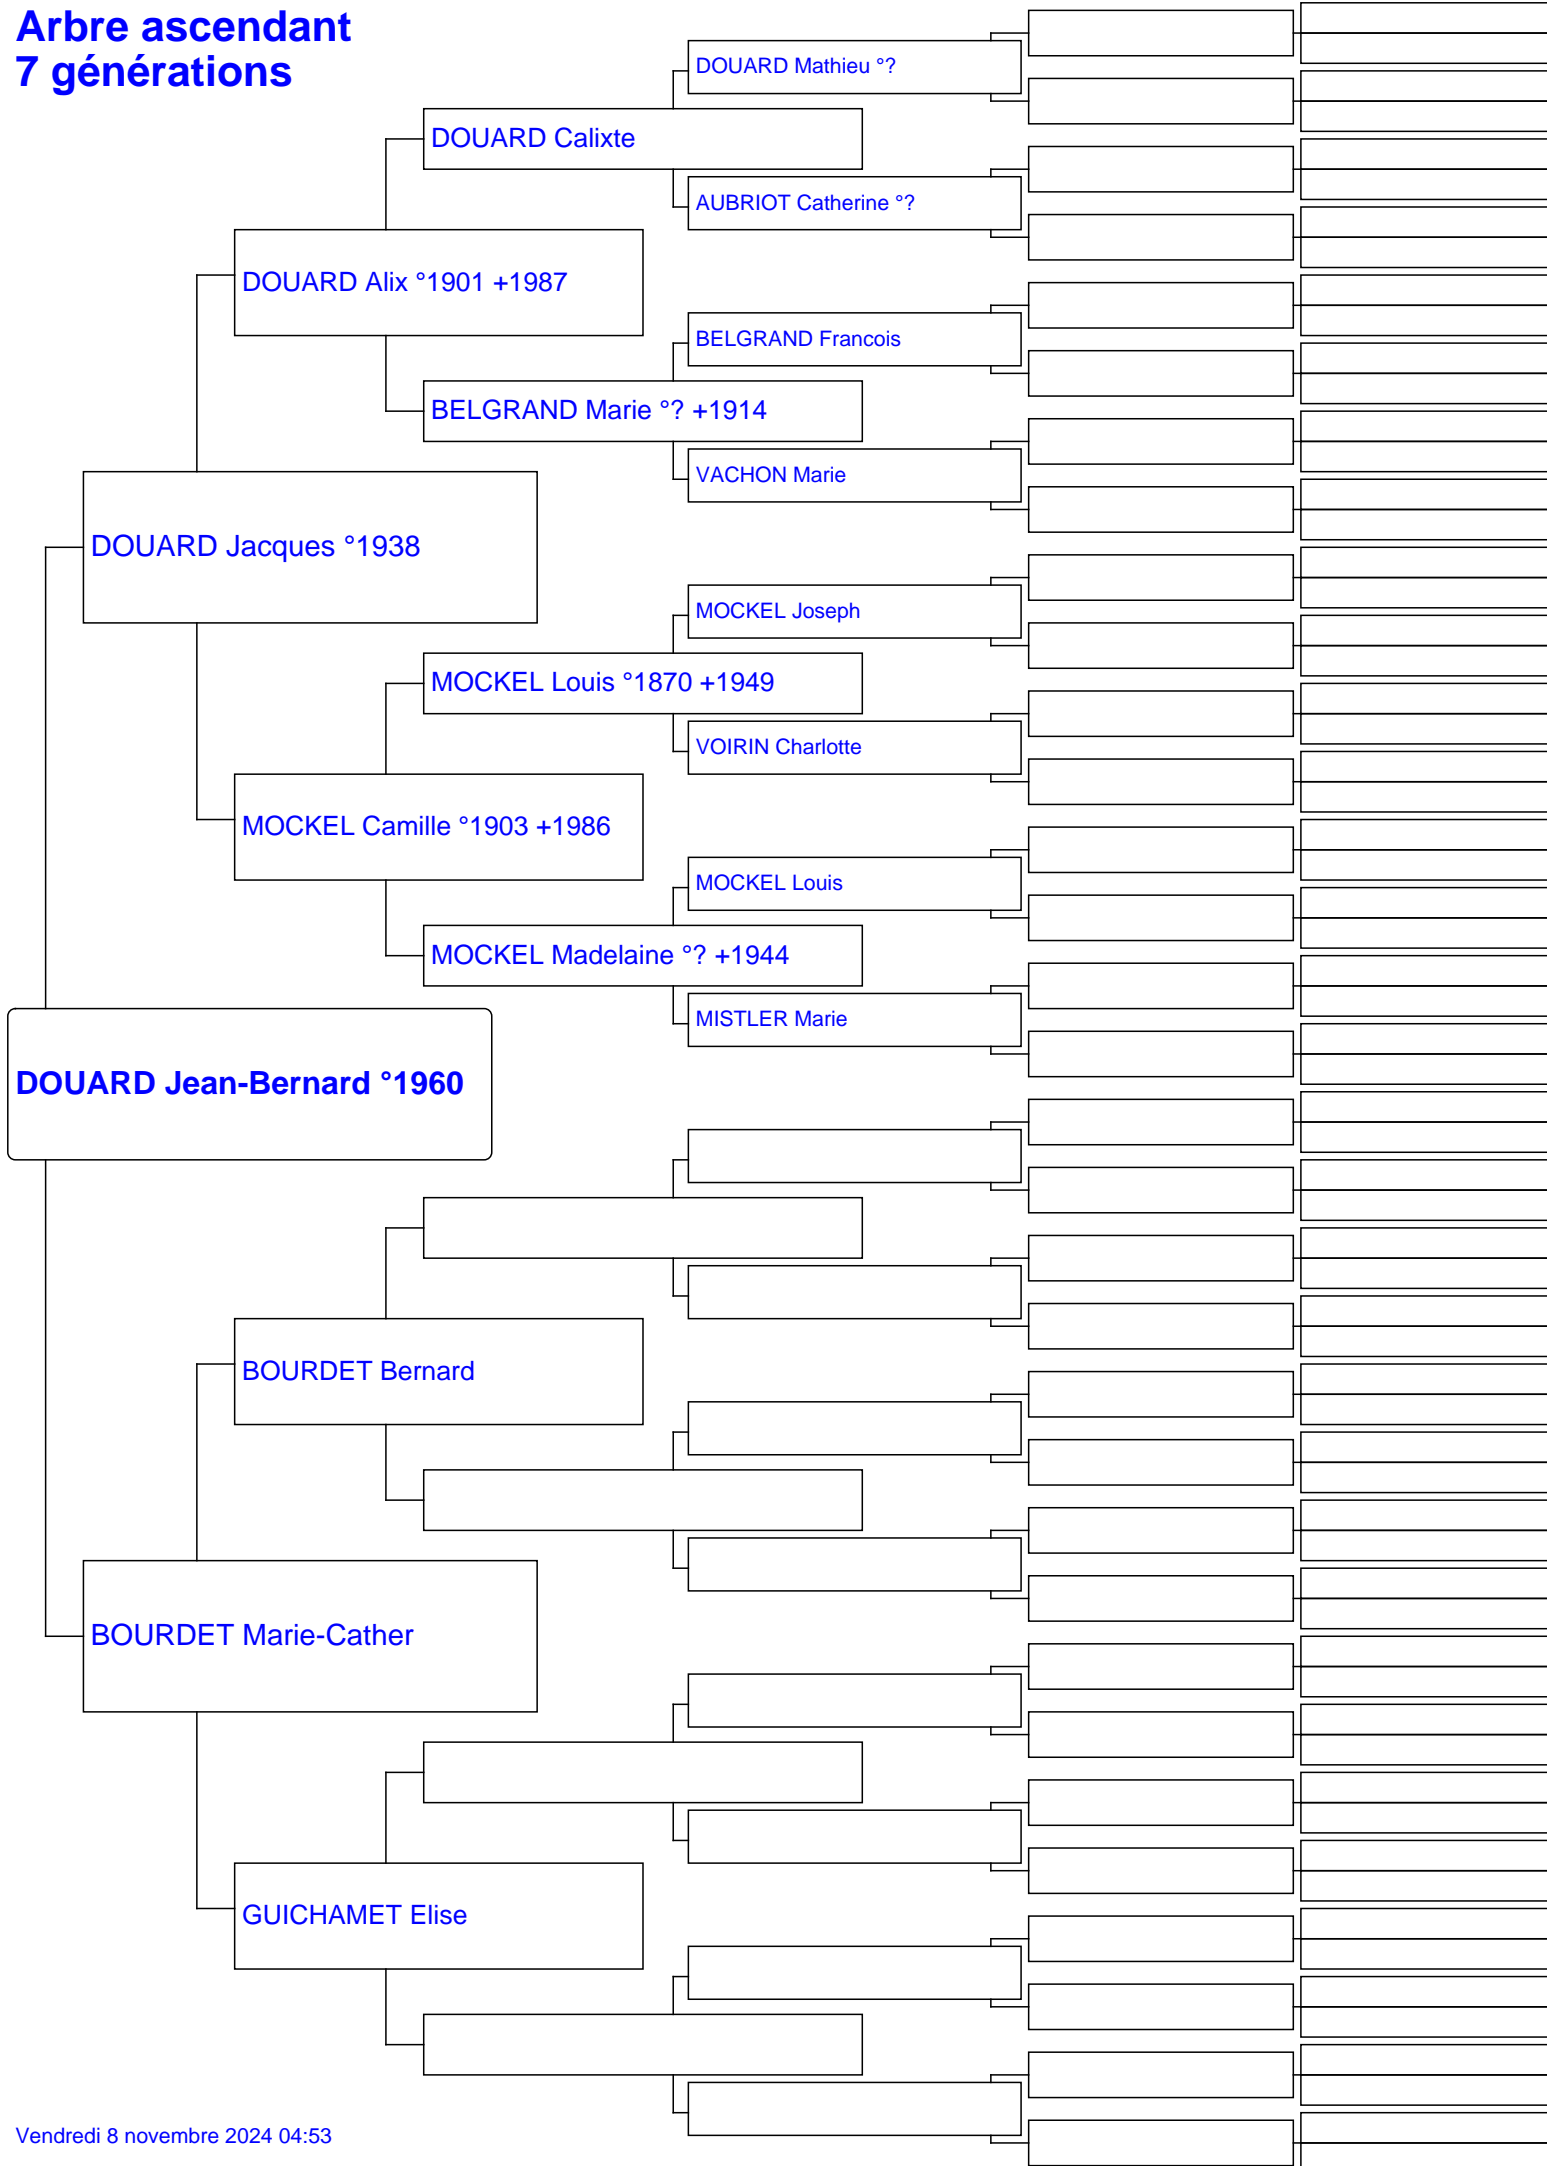 Arbre ascendant
7 générations
DOUARD Mathieu °?
DOUARD Calixte
AUBRIOT Catherine °?
DOUARD Alix °1901 +1987
BELGRAND Francois
BELGRAND Marie °? +1914
VACHON Marie
DOUARD Jacques °1938
MOCKEL Joseph
MOCKEL Louis °1870 +1949
VOIRIN Charlotte
MOCKEL Camille °1903 +1986
MOCKEL Louis
MOCKEL Madelaine °? +1944
MISTLER Marie
DOUARD Jean-Bernard °1960
BOURDET Bernard
BOURDET Marie-Cather
GUICHAMET Elise
Vendredi 8 novembre 2024 04:53